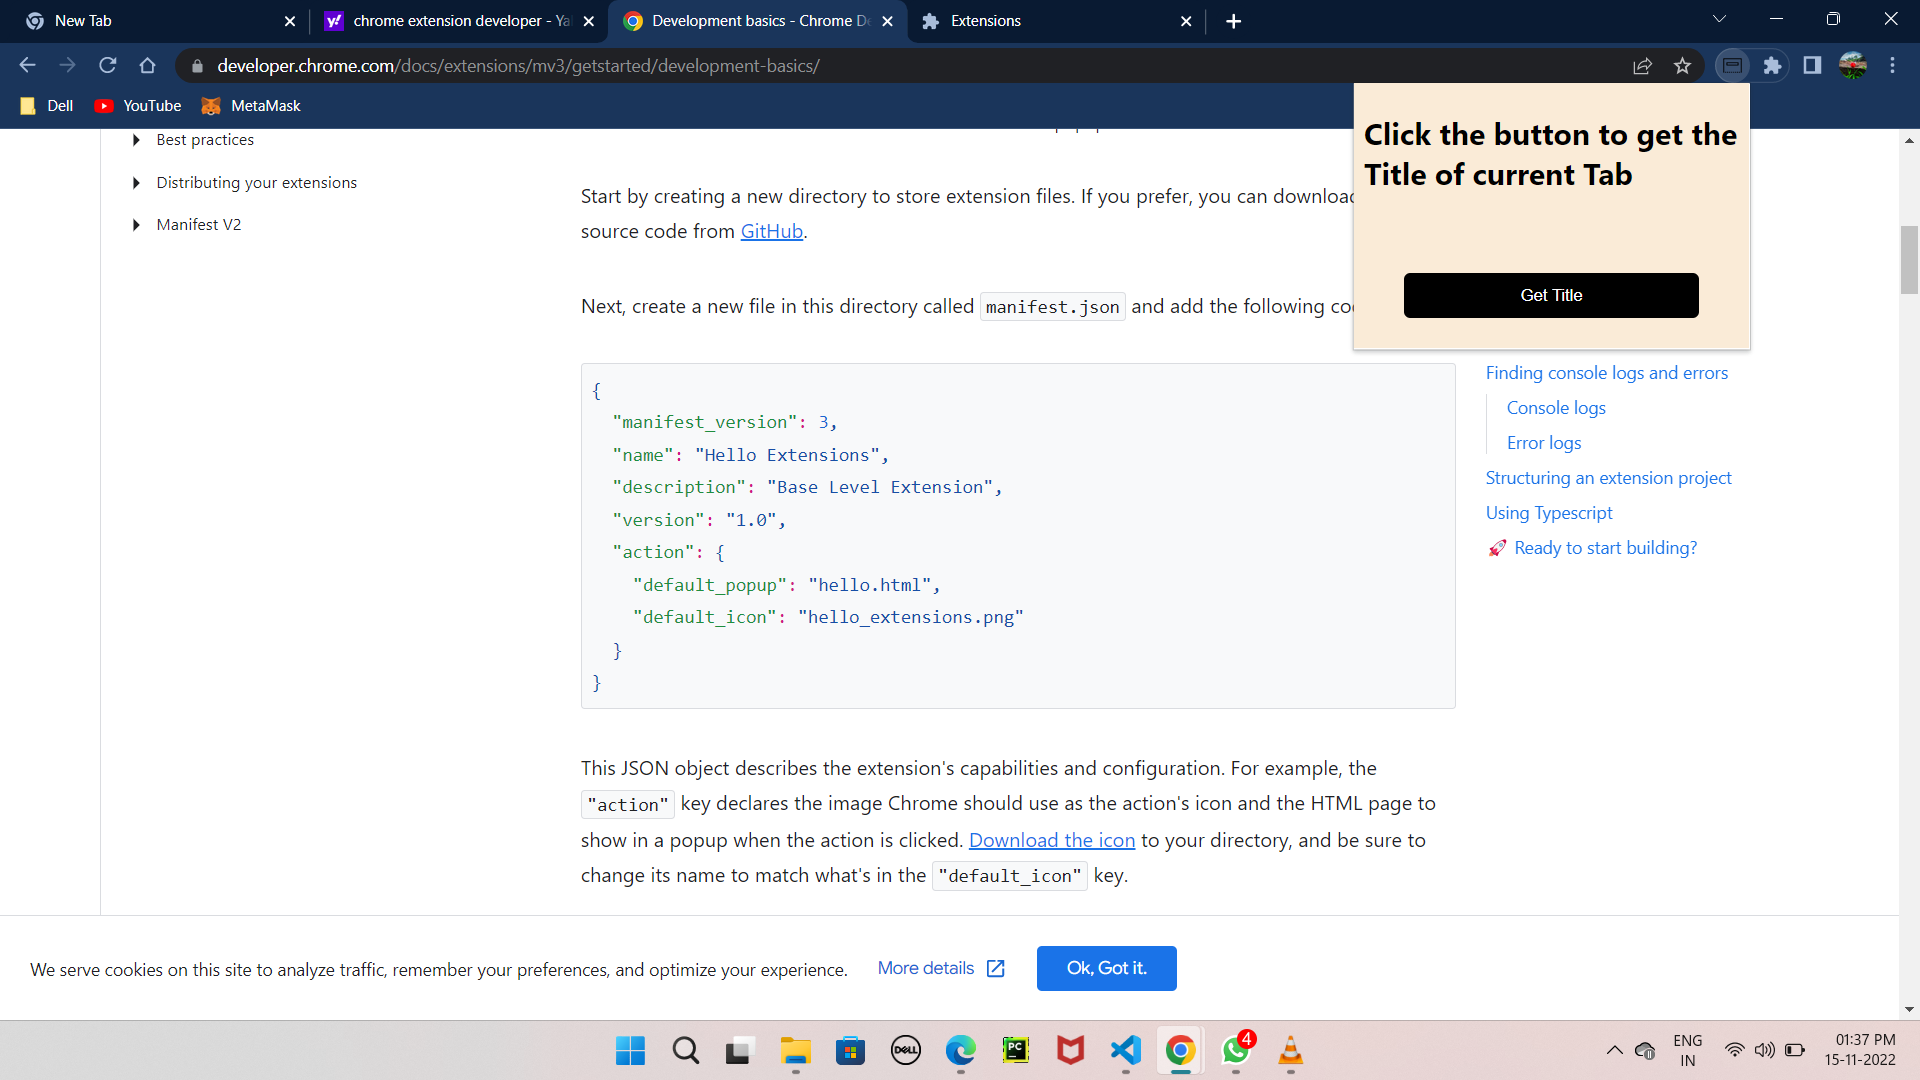 New Tab
chrome extension developer - Ya
Development basics - Chrome De
Extensions
developer.chrome.com/docs/extensions/mv3/getstarted/development-basics/
Dell
YouTube
MetaMask
Click the button to get the
Title of current Tab
Get Title
Best practices
Distributing your extensions
Manifest V2
Start by creating a new directory to store extension files. If you prefer, you can download
source code from GitHub.
Next, create a new file in this directory called manifest.json and add the following co
{
"manifest_version": 3,
"name": "Hello Extensions",
"description": "Base Level Extension",
"version": "1.0",
"action": {
"default_popup": "hello.html",
"default_icon": "hello_extensions.png"
}
}
Finding console logs and errors
Console logs
Error logs
Structuring an extension project
Using Typescript
🚀 Ready to start building?
This JSON object describes the extension's capabilities and configuration. For example, the
"action" key declares the image Chrome should use as the action's icon and the HTML page to
show in a popup when the action is clicked. Download the icon to your directory, and be sure to
change its name to match what's in the "default_icon" key.
We serve cookies on this site to analyze traffic, remember your preferences, and optimize your experience.
More details
Ok, Got it.
DELL
PC
4
ENG
IN
01:37 PM
15-11-2022